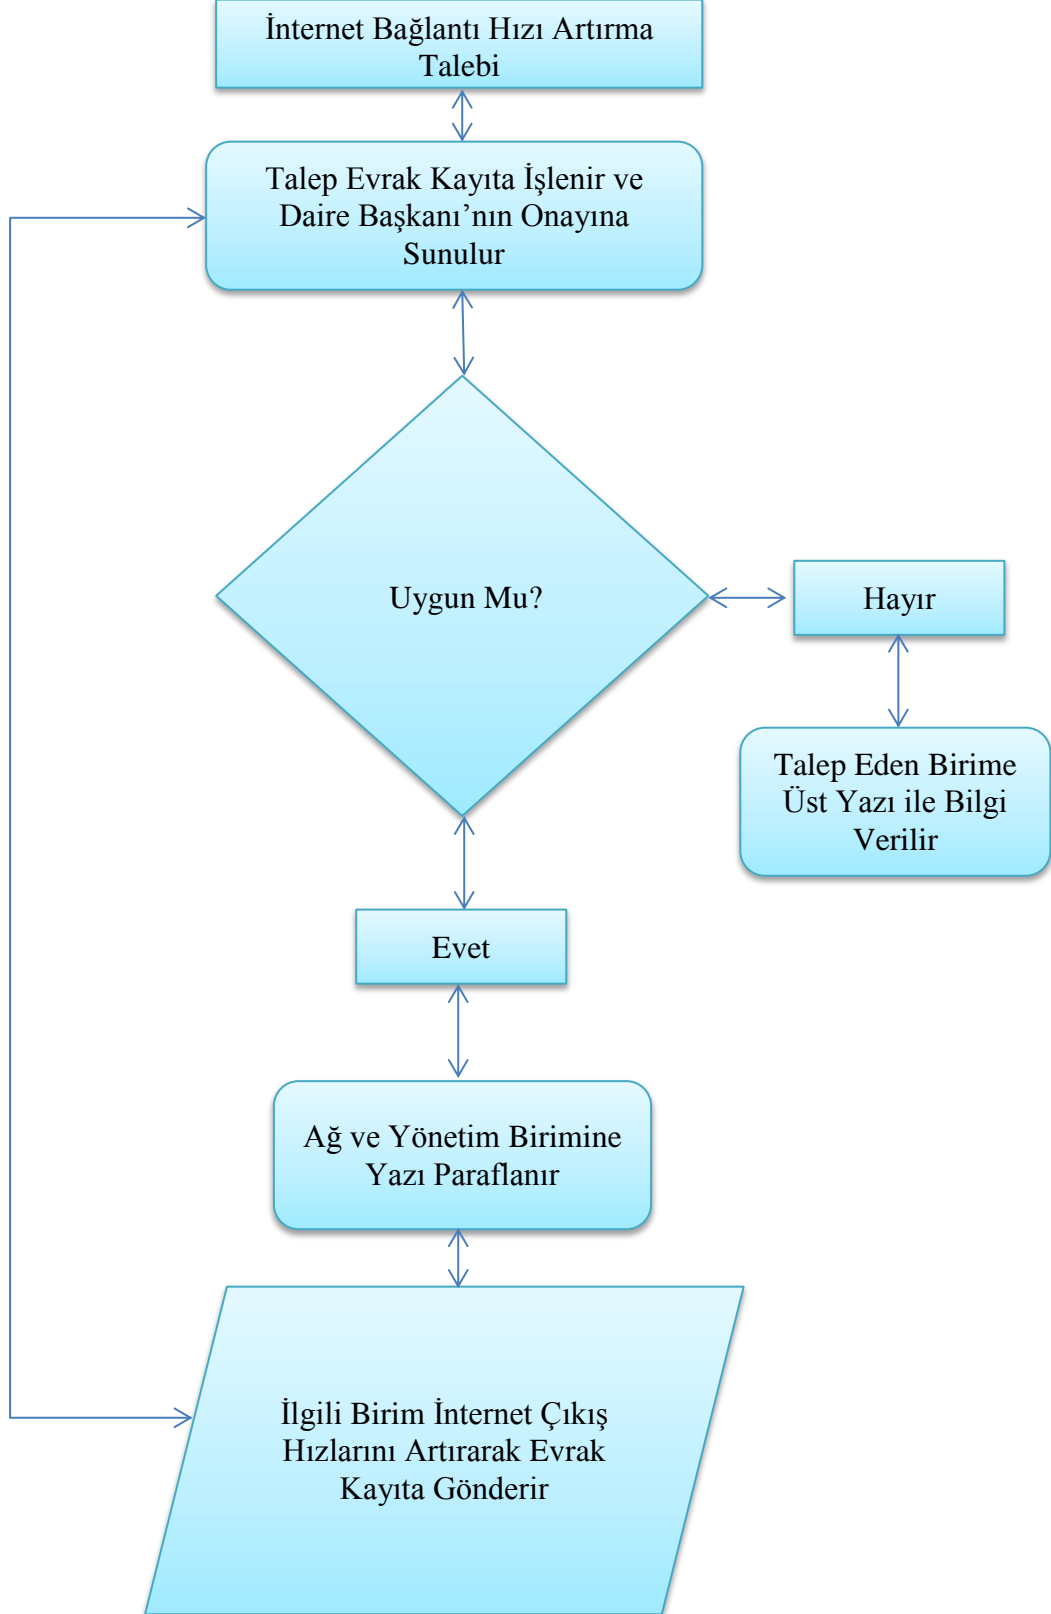 İnternet Bağlantı Hızı Artırma
Talebi
Talep Evrak Kayıta İşlenir ve
Daire Başkanı’nın Onayına
Sunulur
Uygun Mu?
Hayır
Talep Eden Birime
Üst Yazı ile Bilgi
Verilir
Evet
Ağ ve Yönetim Birimine
Yazı Paraflanır
İlgili Birim İnternet Çıkış
Hızlarını Artırarak Evrak
Kayıta Gönderir